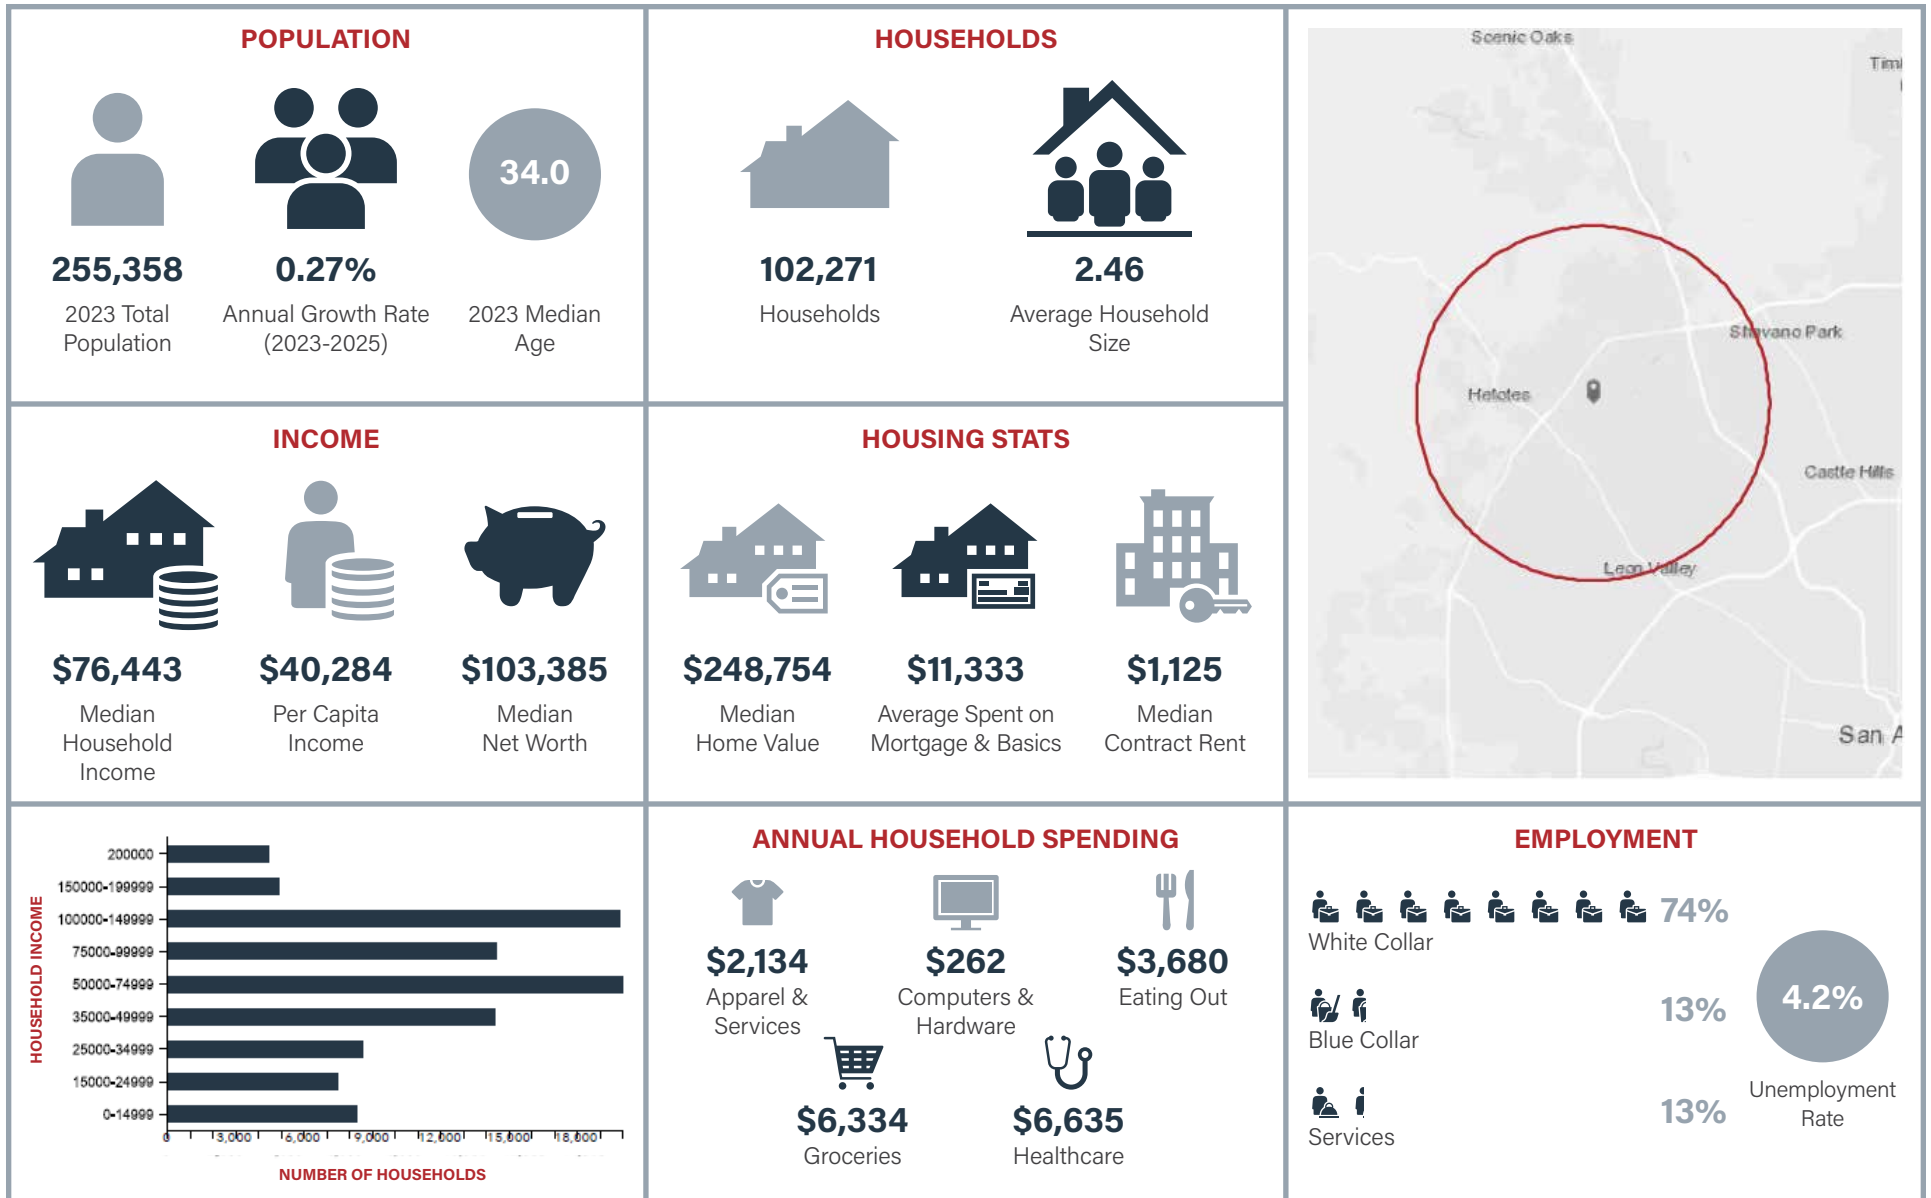 POPULATION
34.0
255,358
0.27%
2023 Total
Population
Annual Growth Rate
(2023-2025)
2023 Median
Age
HOUSEHOLDS
102,271
Households
2.46
Average Household
Size
Scenic Oaks
Tim
Shavano Park
Helotes
Castle Hills
Leon Valley
San A
INCOME
$76,443
Median
Household
Income
$40,284
Per Capita
Income
$103,385
Median
Net Worth
HOUSING STATS
$248,754
Median
Home Value
$11,333
Average Spent on
Mortgage & Basics
$1,125
Median
Contract Rent
HOUSEHOLD INCOME
200000
150000-199999
100000-149999
75000-99999
50000-74999
35000-49999
25000-34999
15000-24999
0-14999
0 3,000 6,000 9,000 12,000 15,000 18,000
NUMBER OF HOUSEHOLDS
ANNUAL HOUSEHOLD SPENDING
$2,134
Apparel &
Services
$262
Computers &
Hardware
$3,680
Eating Out
$6,334
Groceries
$6,635
Healthcare
EMPLOYMENT
74%
White Collar
13%
Blue Collar
13%
Services
4.2%
Unemployment
Rate